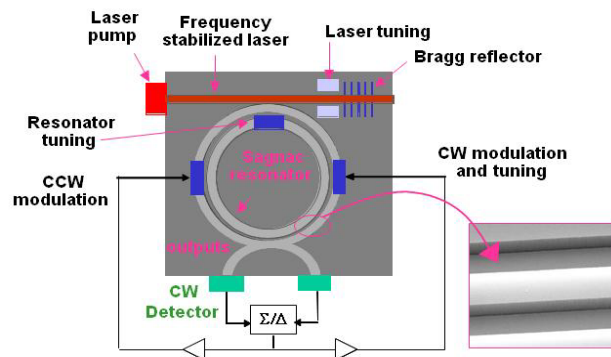 Laser
pump
Frequency
stabilized laser
Laser tuning
Bragg reflector
Resonator
tuning
Sagnac
resonator
CCW
modulation
CW modulation
and tuning
outputs
CW
Detector
Σ/Δ